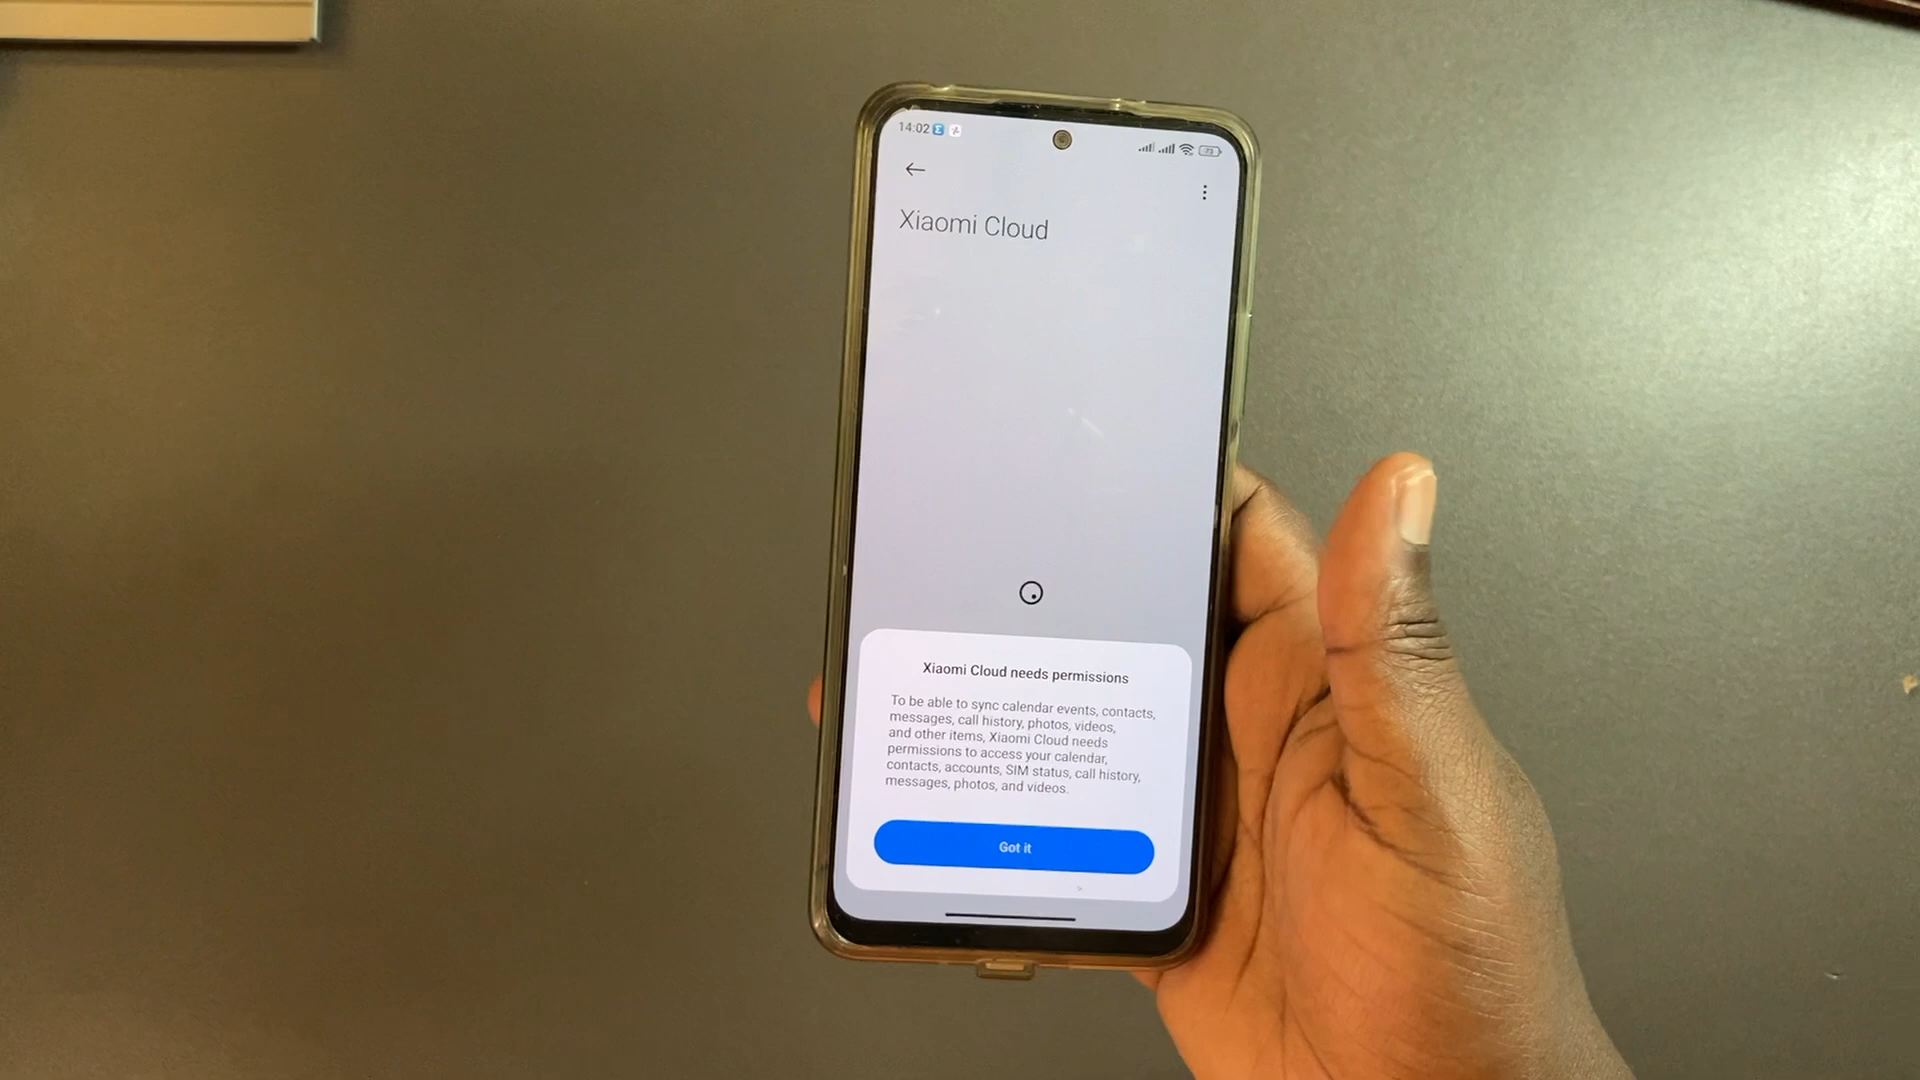 14:02
Xiaomi Cloud
Xiaomi Cloud needs permissions
To be able to sync calendar events, contacts,
messages, call history, photos, videos,
and other items, Xiaomi Cloud needs
permissions to access your calendar,
contacts, accounts, SIM status, call history,
messages, photos, and videos.
Got it